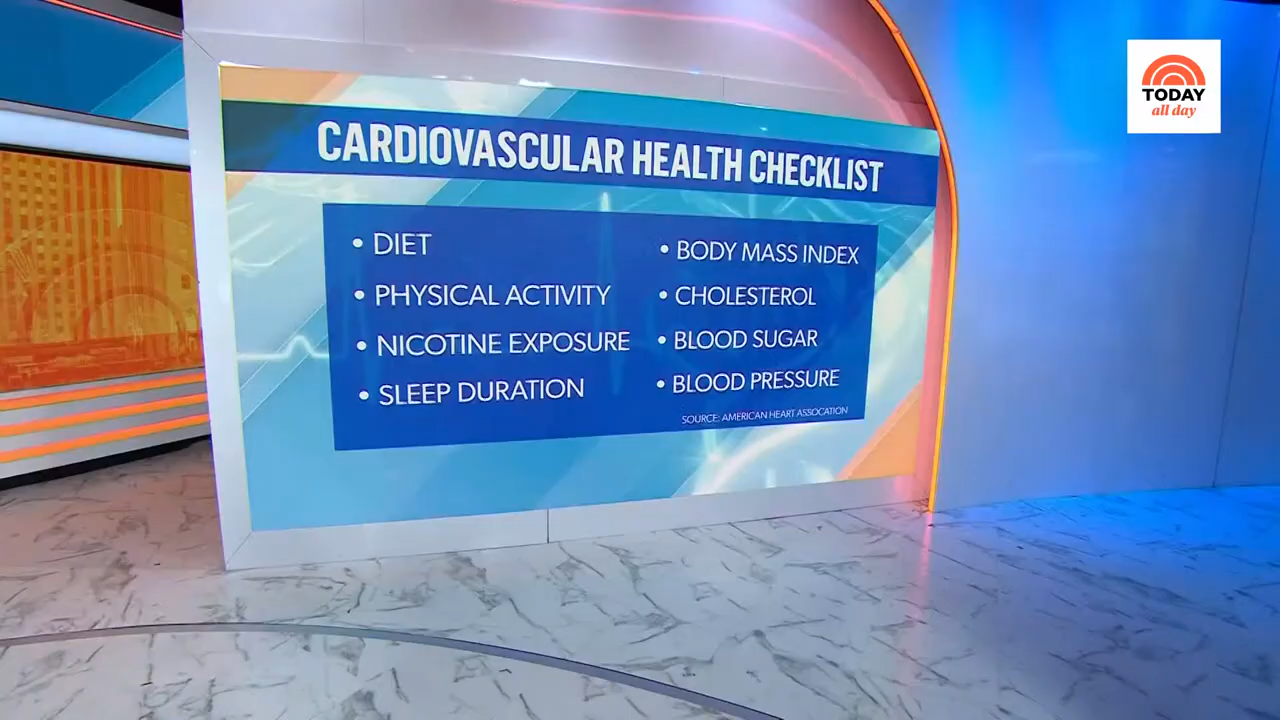 TODAY
all day
CARDIOVASCULAR HEALTH CHECKLIST
• DIET
• PHYSICAL ACTIVITY
• NICOTINE EXPOSURE
• SLEEP DURATION
• BODY MASS INDEX
• CHOLESTEROL
• BLOOD SUGAR
• BLOOD PRESSURE
SOURCE: AMERICAN HEART ASSOCATION